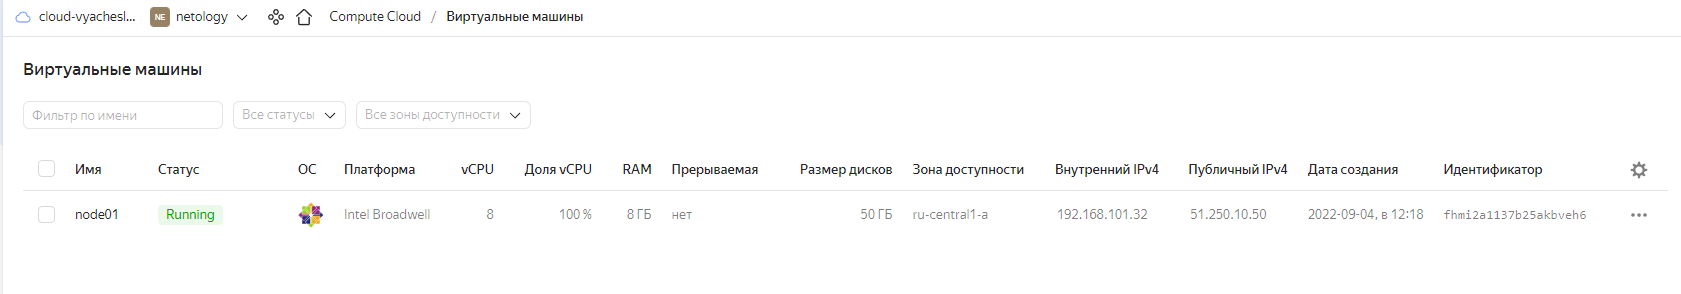 cloud-vyachesl... NE netology Compute Cloud / Виртуальные машины
Виртуальные машины
Фильтр по имени Все статусы Все зоны доступности
Имя Статус ОС Платформа vCPU Доля vCPU RAM Прерываемая Размер дисков Зона доступности Внутренний IPv4 Публичный IPv4 Дата создания Идентификатор
node01 Running Intel Broadwell 8 100 % 8 ГБ нет 50 ГБ ru-central1-a 192.168.101.32 51.250.10.50 2022-09-04, в 12:18 fhmi2a1137b25akbveh6